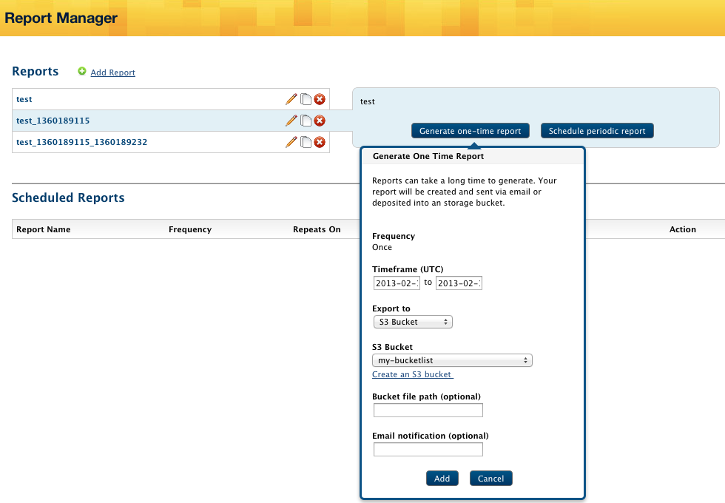 Report Manager
Reports Add Report
test
test_1360189115
test_1360189115_1360189232
test
Generate one-time report Schedule periodic report
Generate One Time Report
Reports can take a long time to generate. Your
report will be created and sent via email or
deposited into an storage bucket.
Frequency
Once
Timeframe (UTC)
2013-02- to 2013-02-
Export to
S3 Bucket
S3 Bucket
my-bucketlist
Create an S3 bucket
Bucket file path (optional)
Email notification (optional)
Add Cancel
Scheduled Reports
Report Name Frequency Repeats On Action